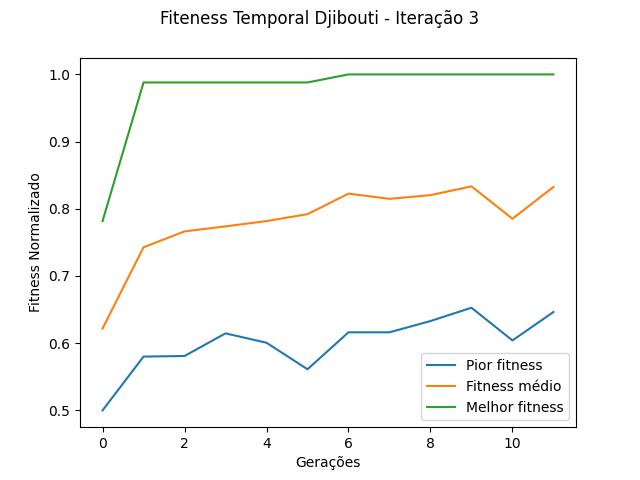 Fiteness Temporal Djibouti - Iteração 3
1.0
0.9
0.8
0.7
0.6
0.5
Fitness Normalizado
Pior fitness
Fitness médio
Melhor fitness
0
2
4
6
8
10
Gerações